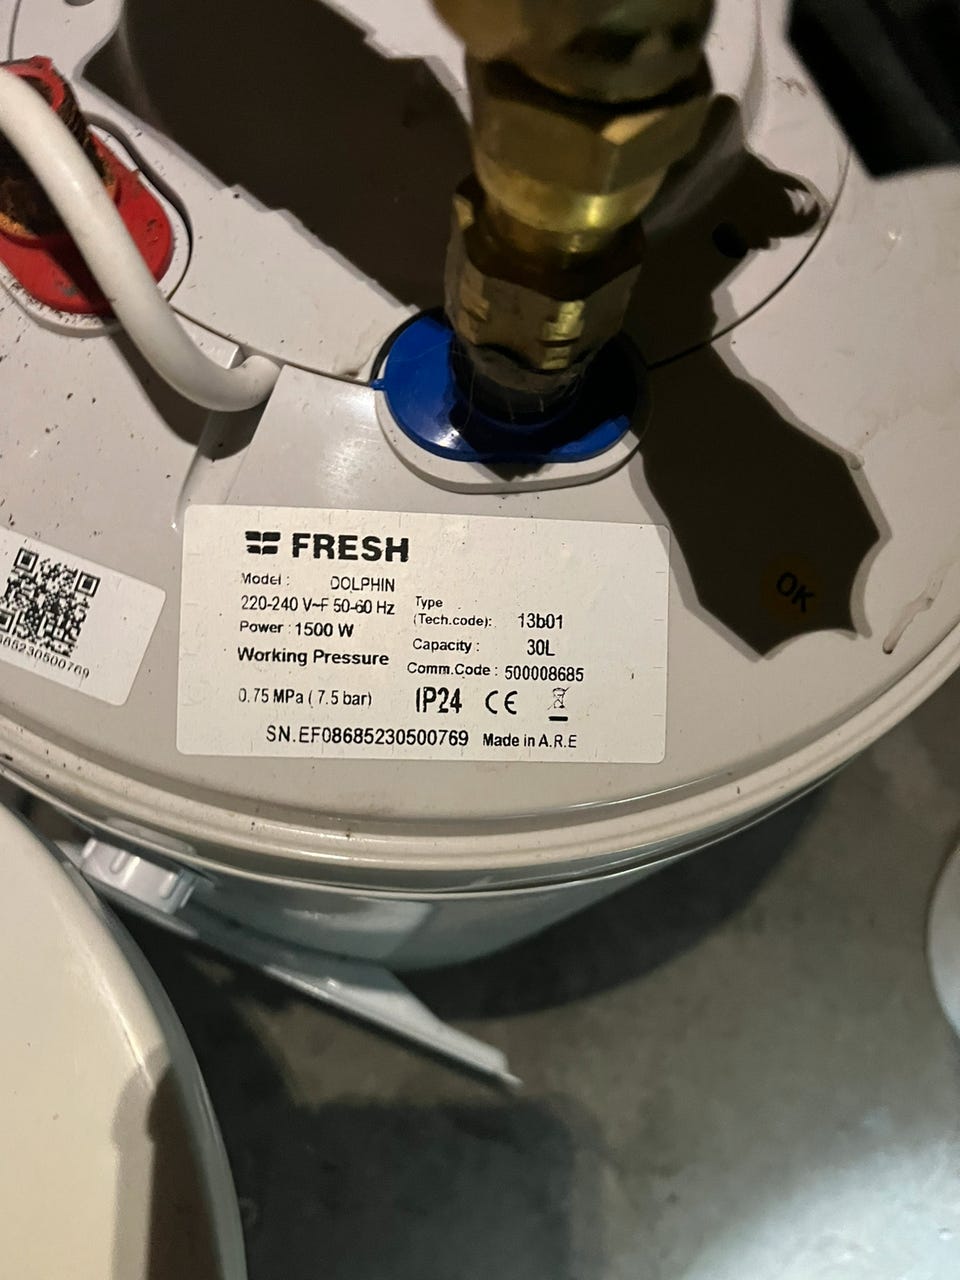 FRESH
Model : DOLPHIN
220-240 V~F 50-60 Hz
Power : 1500 W
Working Pressure
0.75 MPa ( 7.5 bar)
Type
(Tech.code): 13b01
Capacity : 30L
Comm.Code : 500008685
IP24 CE
SN.EF08685230500769 Made in A.R.E
OK